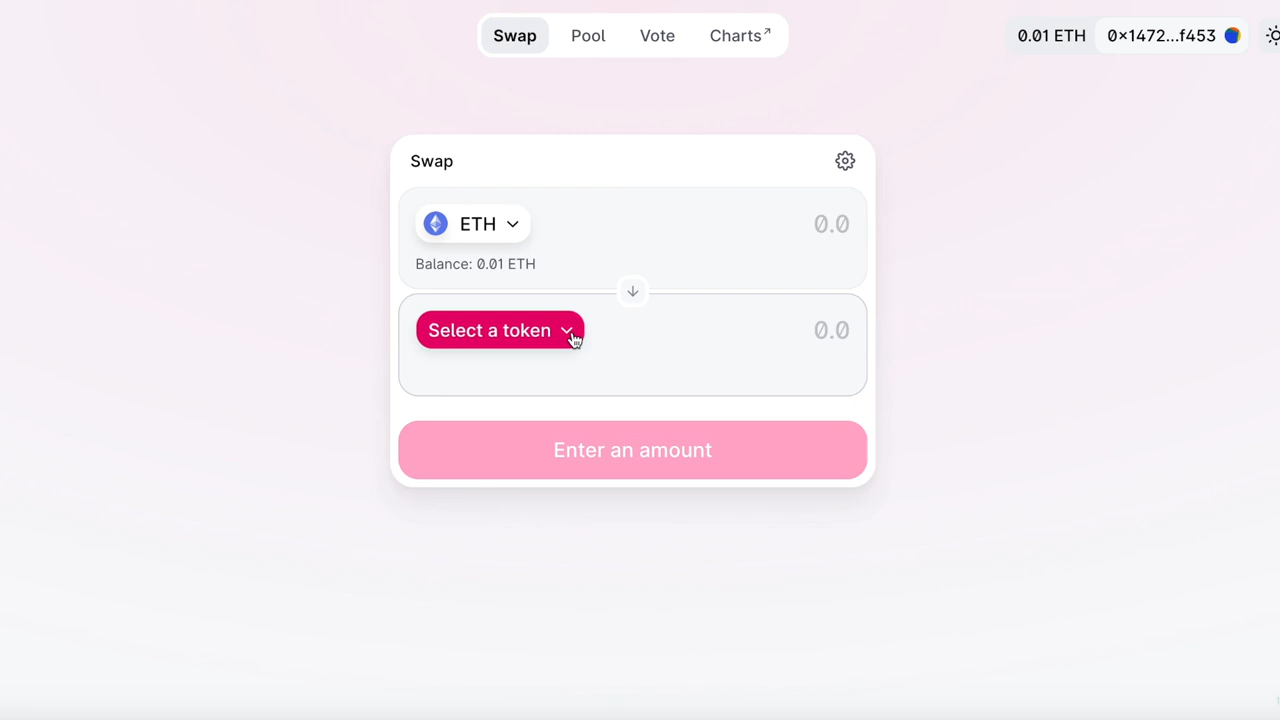 Swap Pool Vote Charts↗ 0.01 ETH 0×1472...f453
Swap
ETH 0.0
Balance: 0.01 ETH
Select a token 0.0
Enter an amount